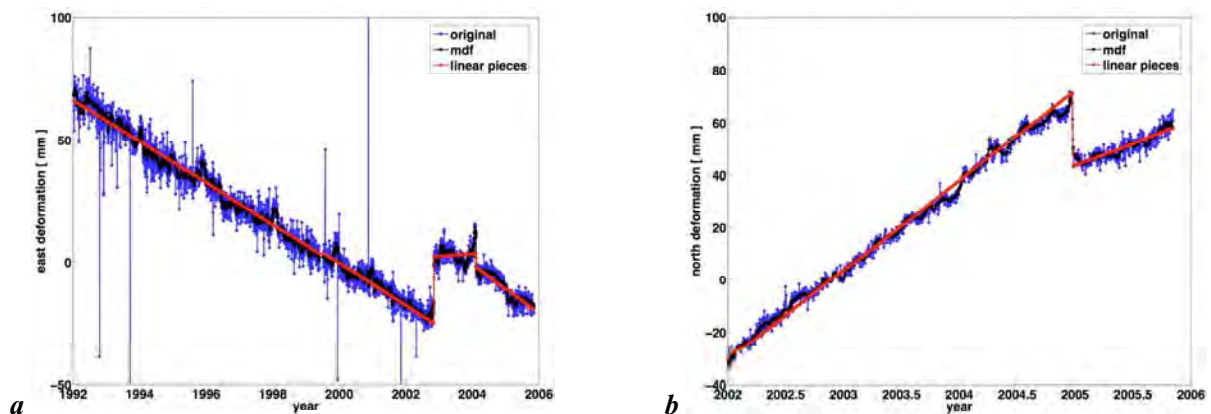 100
50
0
−50
east deformation [ mm ]
1992 1994 1996 1998 2000 2002 2004 2006
year
original
mdf
linear pieces
a
100
80
60
40
20
0
−20
−40
north deformation [ mm ]
2002 2002.5 2003 2003.5 2004 2004.5 2005 2005.5 2006
year
original
mdf
linear pieces
b